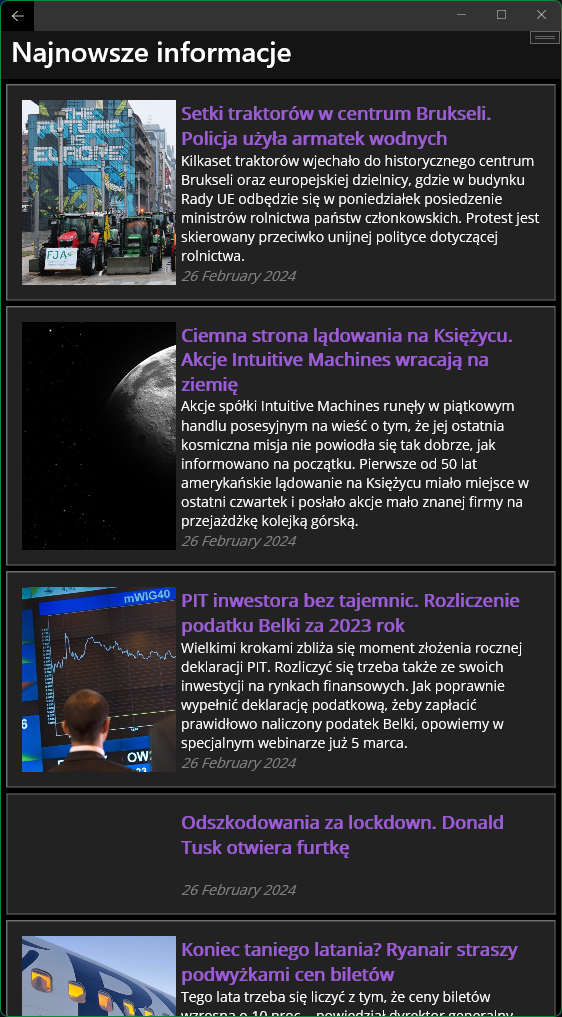 Najnowsze informacje
THE
FUTURE
IS
EUROPE
FJA
Setki traktorów w centrum Brukseli.
Policja użyła armatek wodnych
Kilkaset traktorów wjechało do historycznego centrum
Brukseli oraz europejskiej dzielnicy, gdzie w budynku
Rady UE odbędzie się w poniedziałek posiedzenie
ministrów rolnictwa państw członkowskich. Protest jest
skierowany przeciwko unijnej polityce dotyczącej
rolnictwa.
26 February 2024
Ciemna strona lądowania na Księżycu.
Akcje Intuitive Machines wracają na
ziemię
Akcje spółki Intuitive Machines runęły w piątkowym
handlu posesyjnym na wieść o tym, że jej ostatnia
kosmiczna misja nie powiodła się tak dobrze, jak
informowano na początku. Pierwsze od 50 lat
amerykańskie lądowanie na Księżycu miało miejsce w
ostatni czwartek i posłało akcje mało znanej firmy na
przejażdżkę kolejką górską.
26 February 2024
mWIG40
PIT inwestora bez tajemnic. Rozliczenie
podatku Belki za 2023 rok
Wielkimi krokami zbliża się moment złożenia rocznej
deklaracji PIT. Rozliczyć się trzeba także ze swoich
inwestycji na rynkach finansowych. Jak poprawnie
wypełnić deklarację podatkową, żeby zapłacić
prawidłowo naliczony podatek Belki, opowiemy w
specjalnym webinarze już 5 marca.
26 February 2024
Odszkodowania za lockdown. Donald
Tusk otwiera furtkę
26 February 2024
Koniec taniego latania? Ryanair straszy
podwyżkami cen biletów
Tego lata trzeba się liczyć z tym, że ceny biletów
wzrosną o 10 proc. - powiedział dyrektor generalny